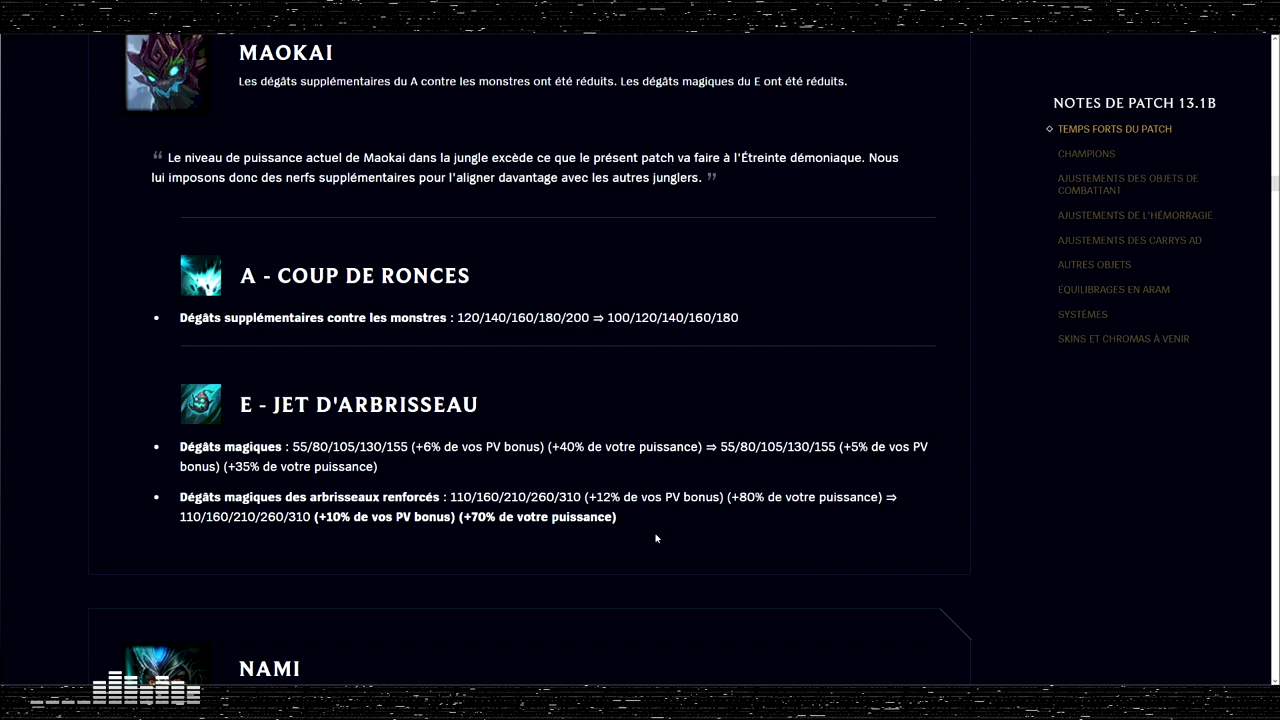 MAOKAI
Les dégâts supplémentaires du A contre les monstres ont été réduits. Les dégâts magiques du E ont été réduits.
“ Le niveau de puissance actuel de Maokai dans la jungle excède ce que le présent patch va faire à l'Étreinte démoniaque. Nous
lui imposons donc des nerfs supplémentaires pour l'aligner davantage avec les autres junglers. ”
A - COUP DE RONCES
• Dégâts supplémentaires contre les monstres : 120/140/160/180/200 ⇒ 100/120/140/160/180
E - JET D'ARBRISSEAU
• Dégâts magiques : 55/80/105/130/155 (+6% de vos PV bonus) (+40% de votre puissance) ⇒ 55/80/105/130/155 (+5% de vos PV
bonus) (+35% de votre puissance)
• Dégâts magiques des arbrisseaux renforcés : 110/160/210/260/310 (+12% de vos PV bonus) (+80% de votre puissance) ⇒
110/160/210/260/310 (+10% de vos PV bonus) (+70% de votre puissance)
NAMI
NOTES DE PATCH 13.1B
TEMPS FORTS DU PATCH
CHAMPIONS
AJUSTEMENTS DES OBJETS DE
COMBATTANT
AJUSTEMENTS DE L'HÉMORRAGIE
AJUSTEMENTS DES CARRYS AD
AUTRES OBJETS
ÉQUILIBRAGES EN ARAM
SYSTÈMES
SKINS ET CHROMAS À VENIR